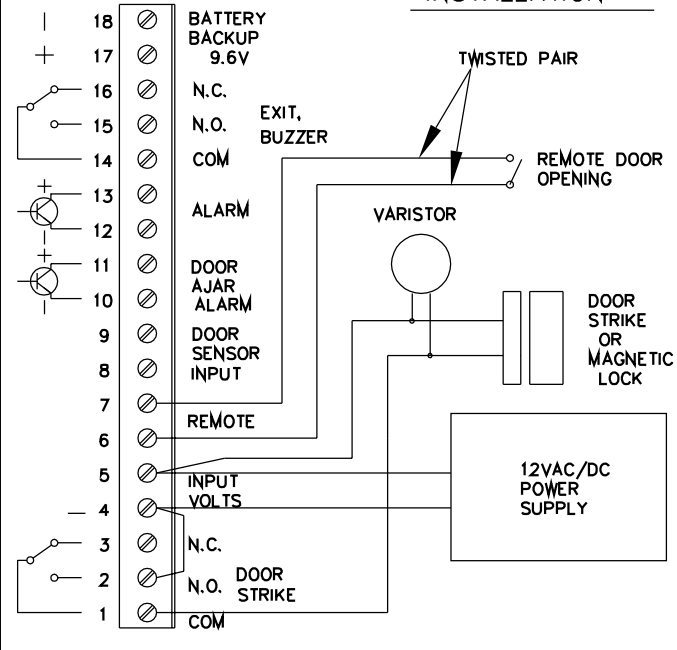 18 BATTERY
BACKUP
17 9.6V
TWISTED PAIR
16 N.C.
EXIT,
BUZZER
15 N.O.
14 COM
REMOTE DOOR
OPENING
13
ALARM
VARISTOR
12
11 DOOR
AJAR
10 ALARM
DOOR
STRIKE
OR
MAGNETIC
LOCK
9 DOOR
SENSOR
8 INPUT
7
REMOTE
6
5 INPUT
VOLTS
4
12VAC/DC
POWER
SUPPLY
3 N.C.
2 N.O. DOOR
STRIKE
1 COM